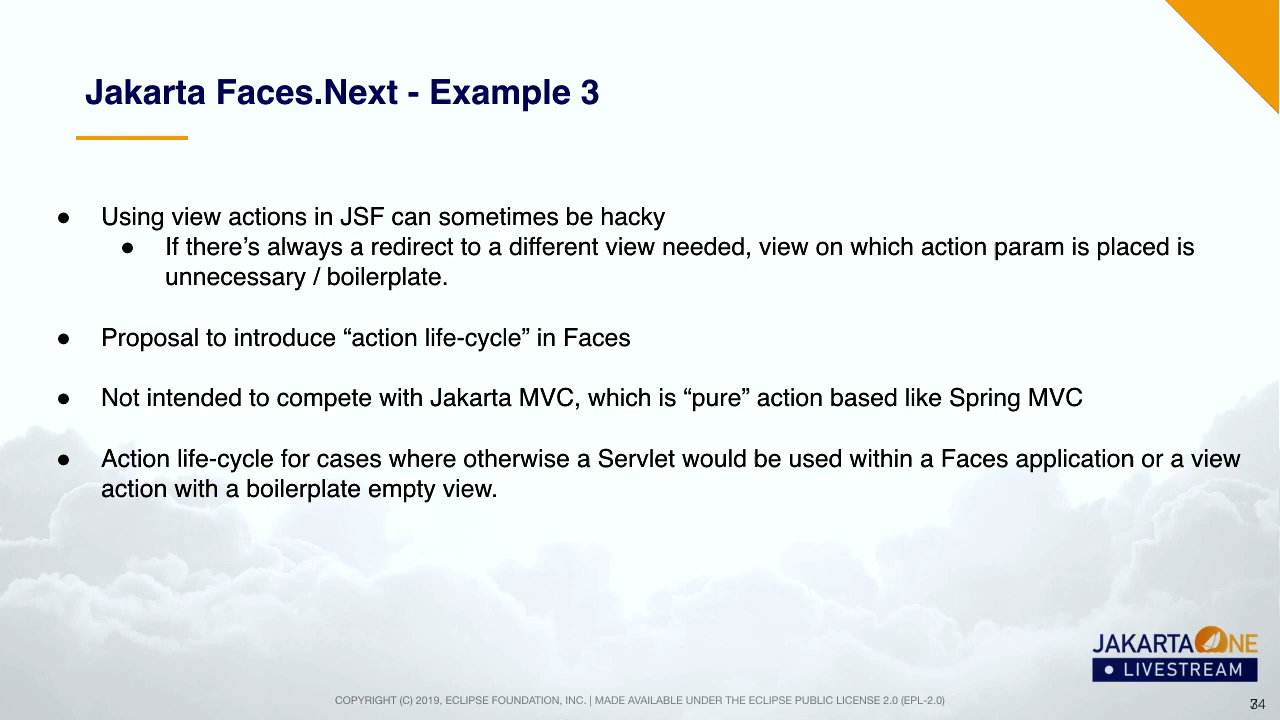 Jakarta Faces.Next - Example 3
● Using view actions in JSF can sometimes be hacky
● If there’s always a redirect to a different view needed, view on which action param is placed is
unnecessary / boilerplate.
● Proposal to introduce “action life-cycle” in Faces
● Not intended to compete with Jakarta MVC, which is “pure” action based like Spring MVC
● Action life-cycle for cases where otherwise a Servlet would be used within a Faces application or a view
action with a boilerplate empty view.
JAKARTA ONE
● LIVESTREAM
COPYRIGHT (C) 2019, ECLIPSE FOUNDATION, INC. | MADE AVAILABLE UNDER THE ECLIPSE PUBLIC LICENSE 2.0 (EPL-2.0)